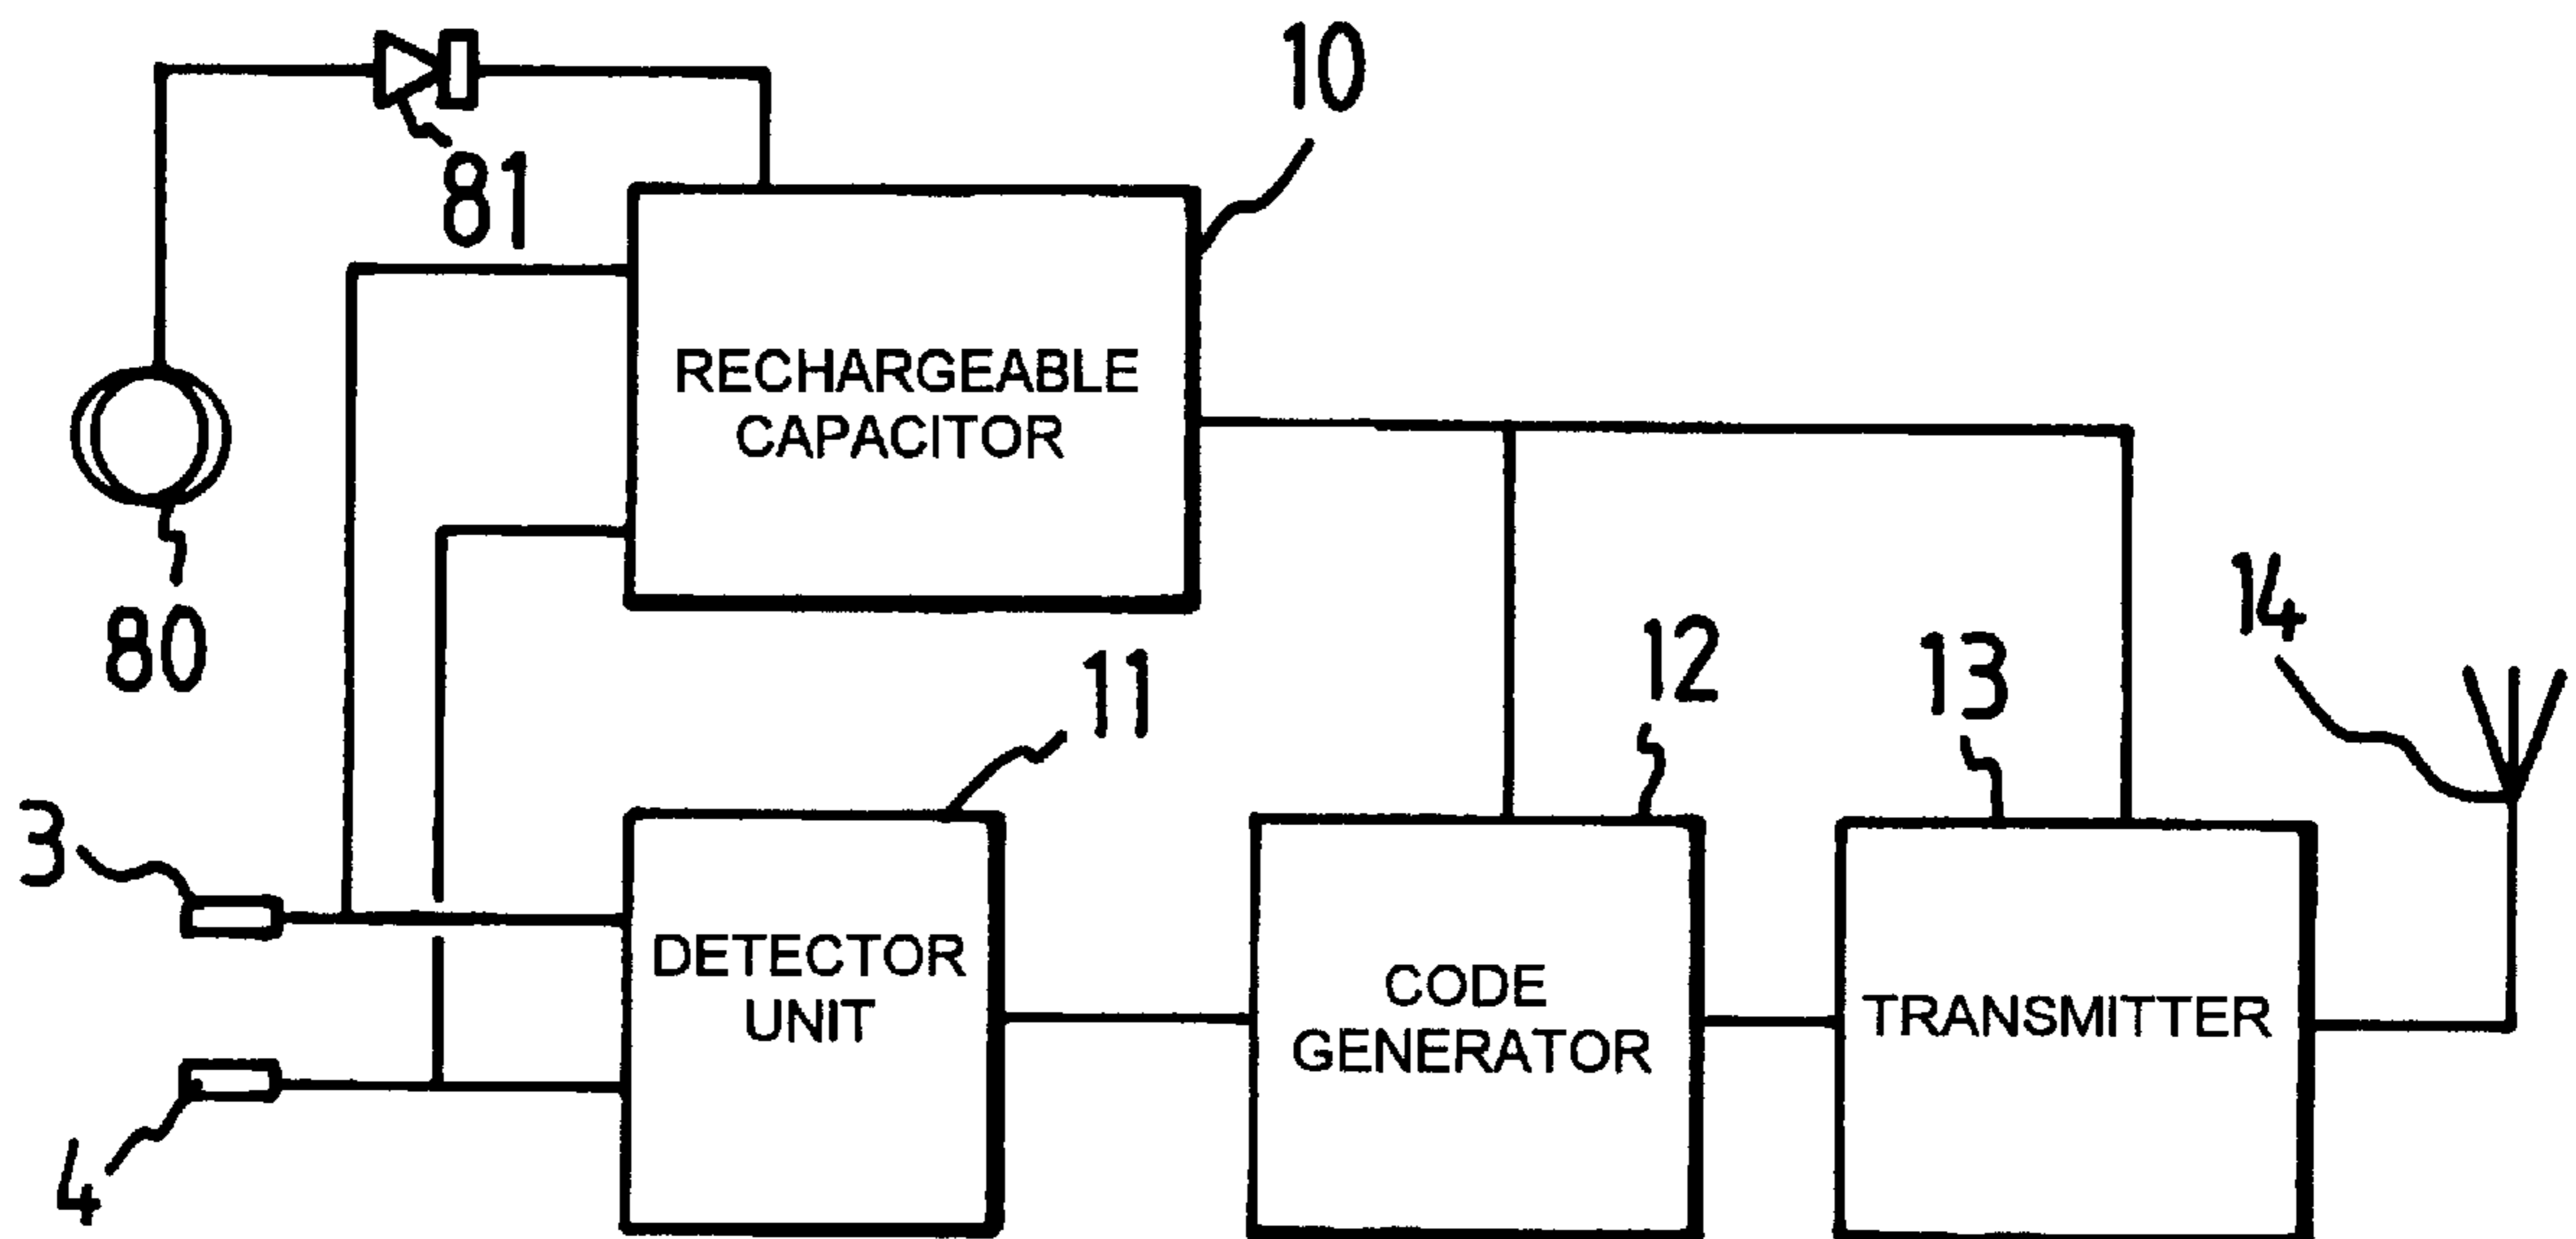 10
81
RECHARGEABLE
CAPACITOR
80
14
12
13
11
3
DETECTOR
UNIT
CODE
GENERATOR
TRANSMITTER
4